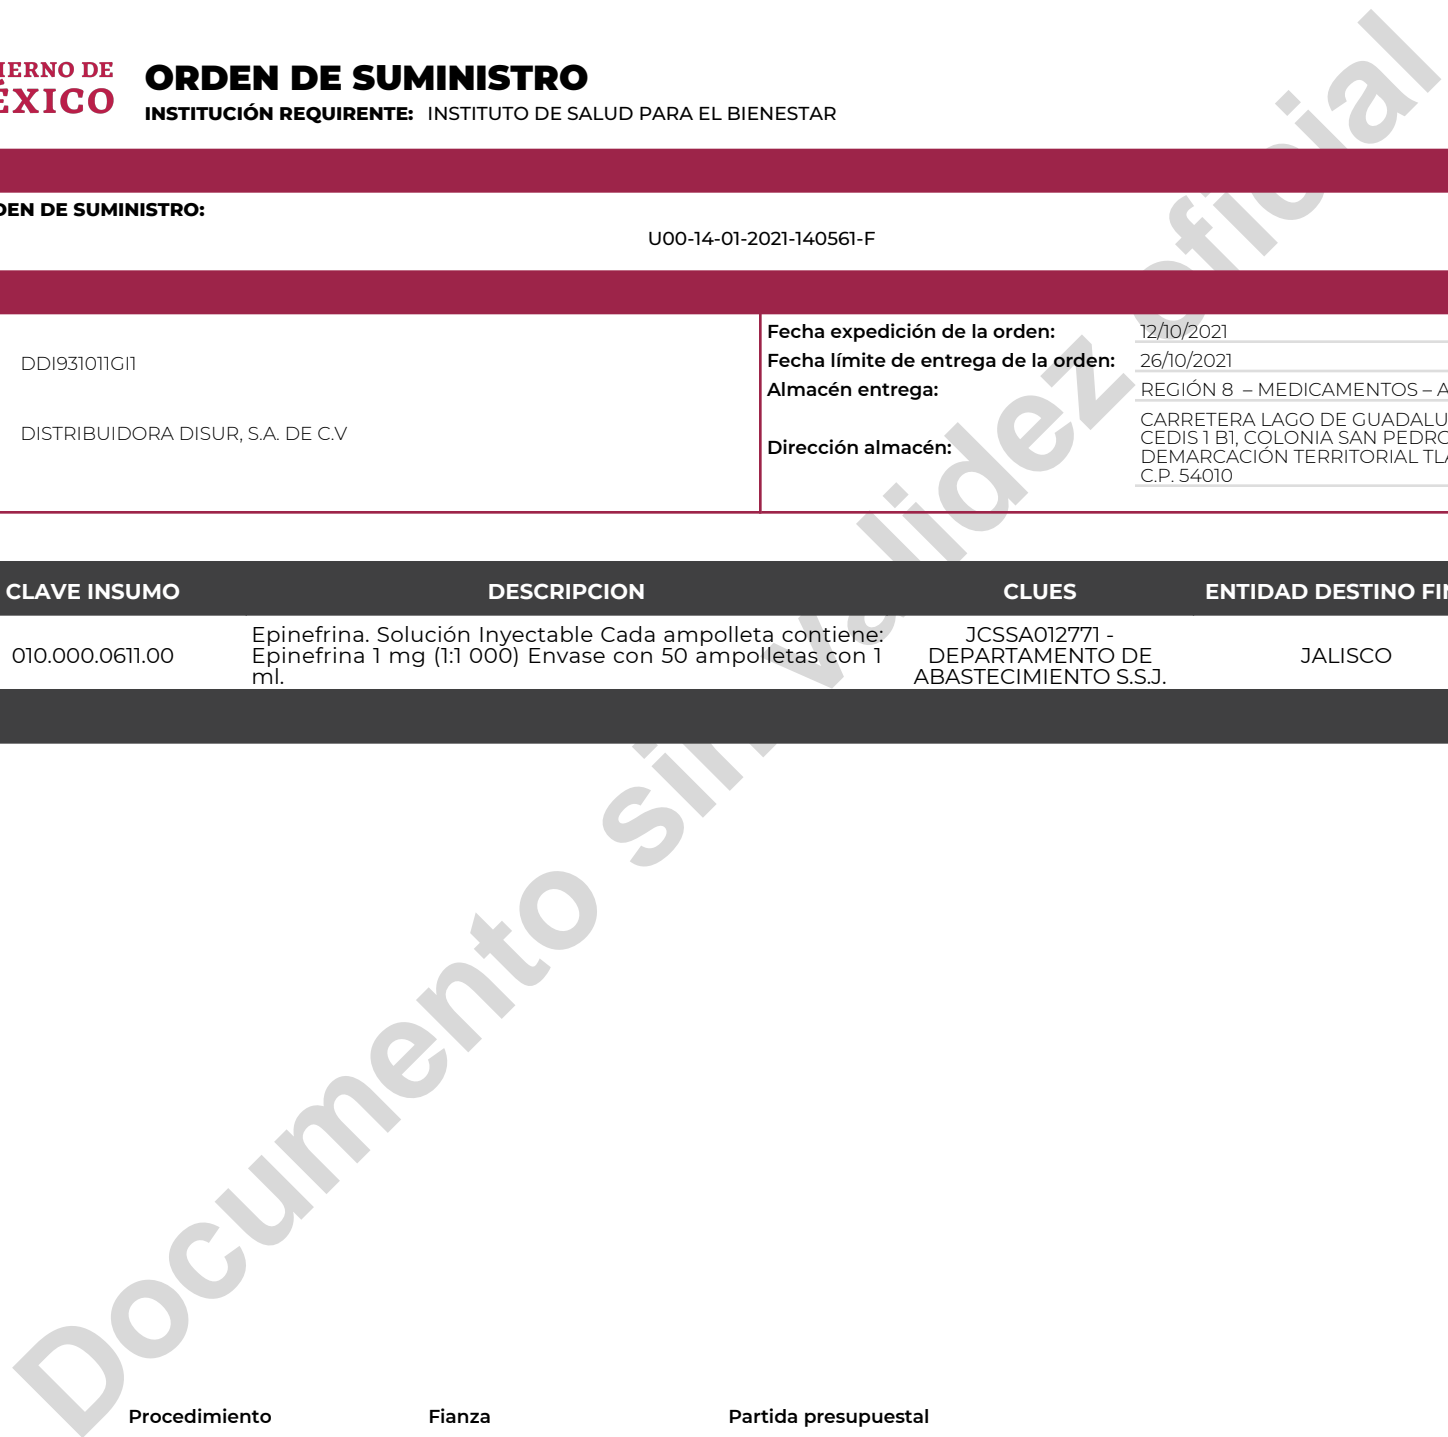 IERNO DE
ÉXICO
ORDEN DE SUMINISTRO
INSTITUCIÓN REQUIRENTE: INSTITUTO DE SALUD PARA EL BIENESTAR
DEN DE SUMINISTRO:
U00-14-01-2021-140561-F
DDI931011GI1
DISTRIBUIDORA DISUR, S.A. DE C.V
Fecha expedición de la orden: 12/10/2021
Fecha límite de entrega de la orden: 26/10/2021
Almacén entrega: REGIÓN 8 – MEDICAMENTOS – A
Dirección almacén:
CARRETERA LAGO DE GUADALU
CEDIS 1 B1, COLONIA SAN PEDRO
DEMARCACIÓN TERRITORIAL TLA
C.P. 54010
CLAVE INSUMO DESCRIPCION CLUES ENTIDAD DESTINO FIN
010.000.0611.00
Epinefrina. Solución Inyectable Cada ampolleta contiene:
Epinefrina 1 mg (1:1 000) Envase con 50 ampolletas con 1
ml.
JCSSA012771 -
DEPARTAMENTO DE
ABASTECIMIENTO S.S.J.
JALISCO
Documento sin validez oficial
Procedimiento Fianza Partida presupuestal